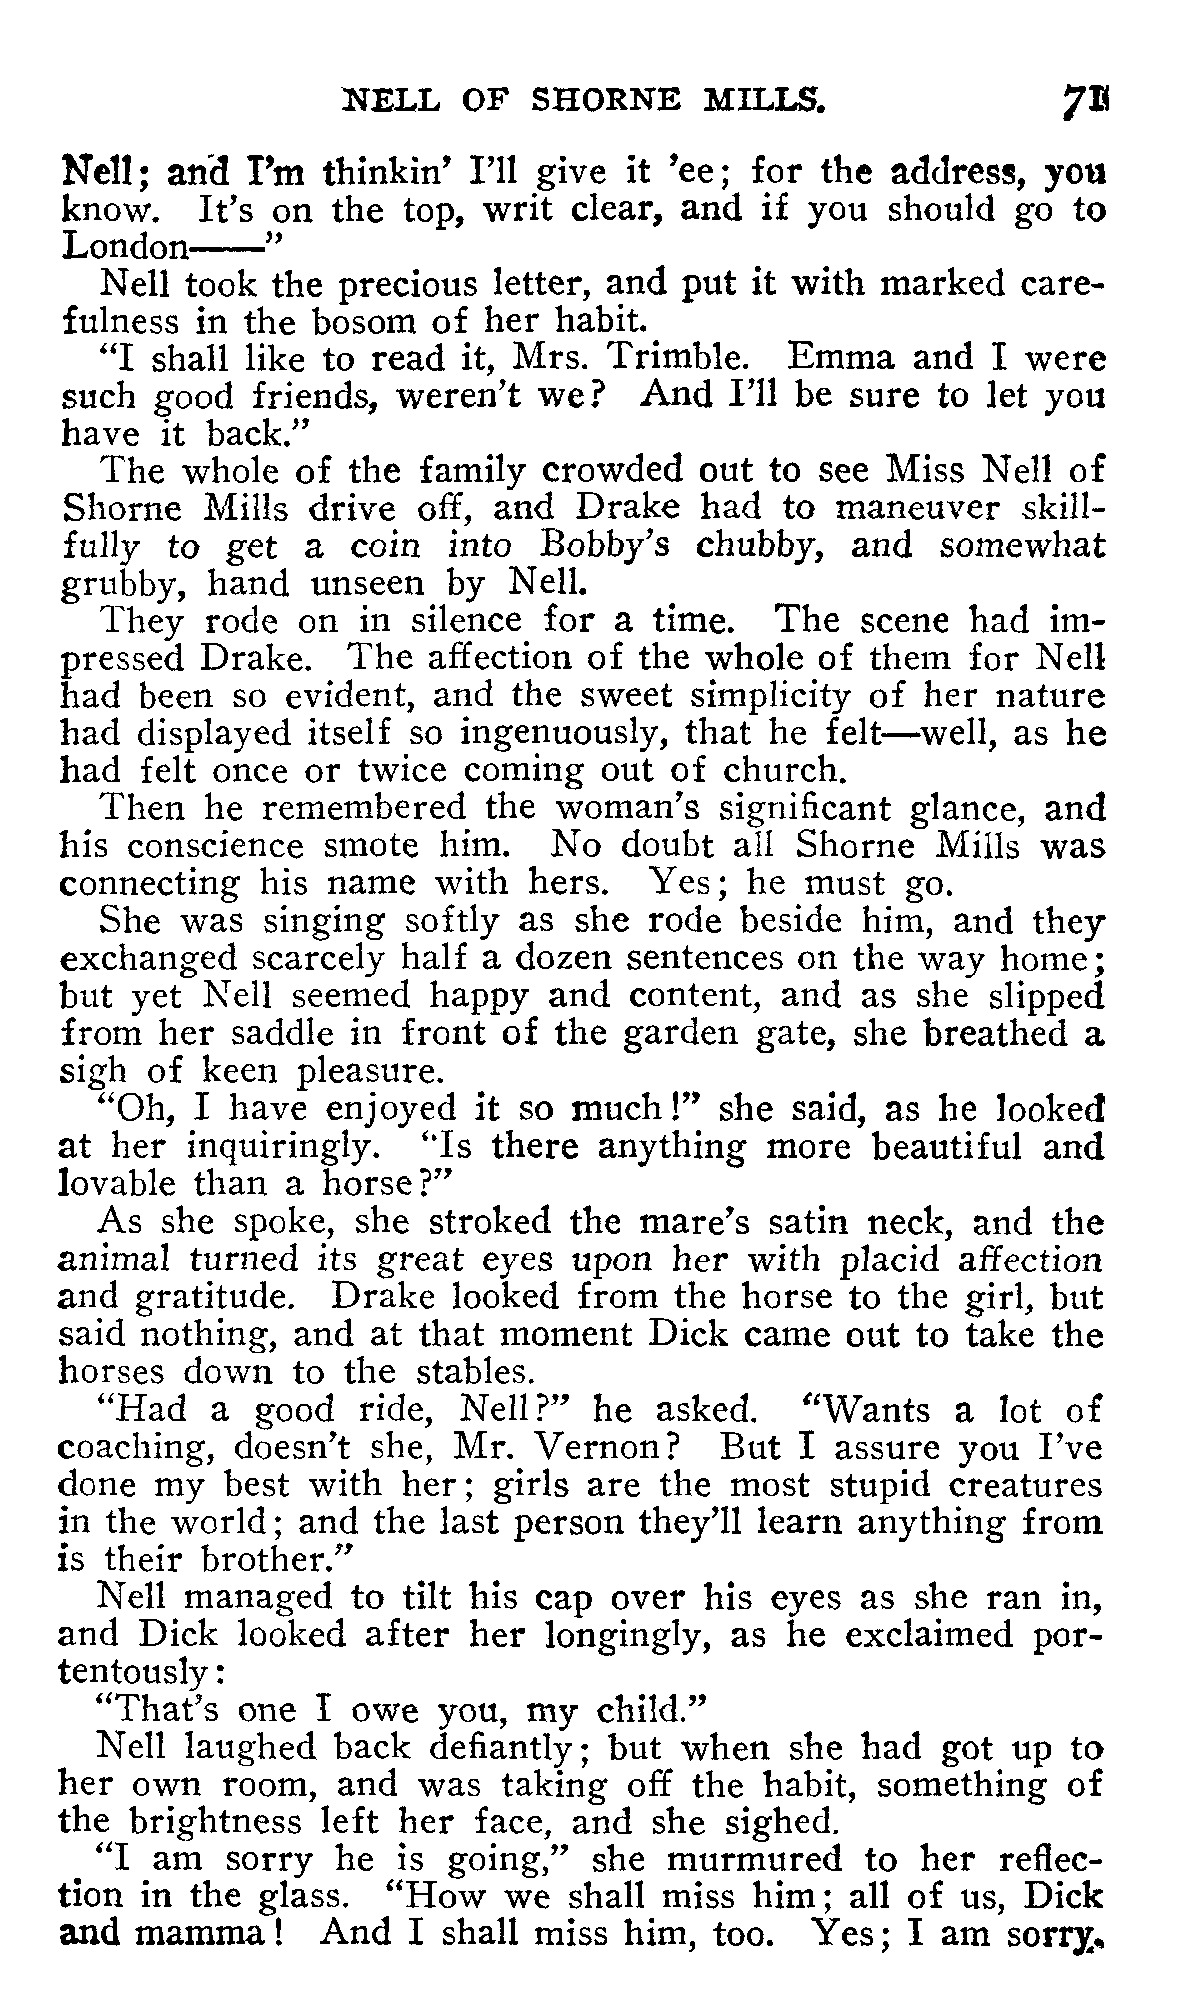 NELL OF SHORNE MILLS. 71
Nell; and I'm thinkin' I'll give it 'ee; for the address, you
know. It's on the top, writ clear, and if you should go to
London——"
Nell took the precious letter, and put it with marked care-
fulness in the bosom of her habit.
"I shall like to read it, Mrs. Trimble. Emma and I were
such good friends, weren't we? And I'll be sure to let you
have it back."
The whole of the family crowded out to see Miss Nell of
Shorne Mills drive off, and Drake had to maneuver skill-
fully to get a coin into Bobby's chubby, and somewhat
grubby, hand unseen by Nell.
They rode on in silence for a time. The scene had im-
pressed Drake. The affection of the whole of them for Nell
had been so evident, and the sweet simplicity of her nature
had displayed itself so ingenuously, that he felt—well, as he
had felt once or twice coming out of church.
Then he remembered the woman's significant glance, and
his conscience smote him. No doubt all Shorne Mills was
connecting his name with hers. Yes; he must go.
She was singing softly as she rode beside him, and they
exchanged scarcely half a dozen sentences on the way home;
but yet Nell seemed happy and content, and as she slipped
from her saddle in front of the garden gate, she breathed a
sigh of keen pleasure.
"Oh, I have enjoyed it so much!" she said, as he looked
at her inquiringly. "Is there anything more beautiful and
lovable than a horse?"
As she spoke, she stroked the mare's satin neck, and the
animal turned its great eyes upon her with placid affection
and gratitude. Drake looked from the horse to the girl, but
said nothing, and at that moment Dick came out to take the
horses down to the stables.
"Had a good ride, Nell?" he asked. "Wants a lot of
coaching, doesn't she, Mr. Vernon? But I assure you I've
done my best with her; girls are the most stupid creatures
in the world; and the last person they'll learn anything from
is their brother."
Nell managed to tilt his cap over his eyes as she ran in,
and Dick looked after her longingly, as he exclaimed por-
tentously:
"That's one I owe you, my child."
Nell laughed back defiantly; but when she had got up to
her own room, and was taking off the habit, something of
the brightness left her face, and she sighed.
"I am sorry he is going," she murmured to her reflec-
tion in the glass. "How we shall miss him; all of us, Dick
and mamma! And I shall miss him, too. Yes; I am sorry.